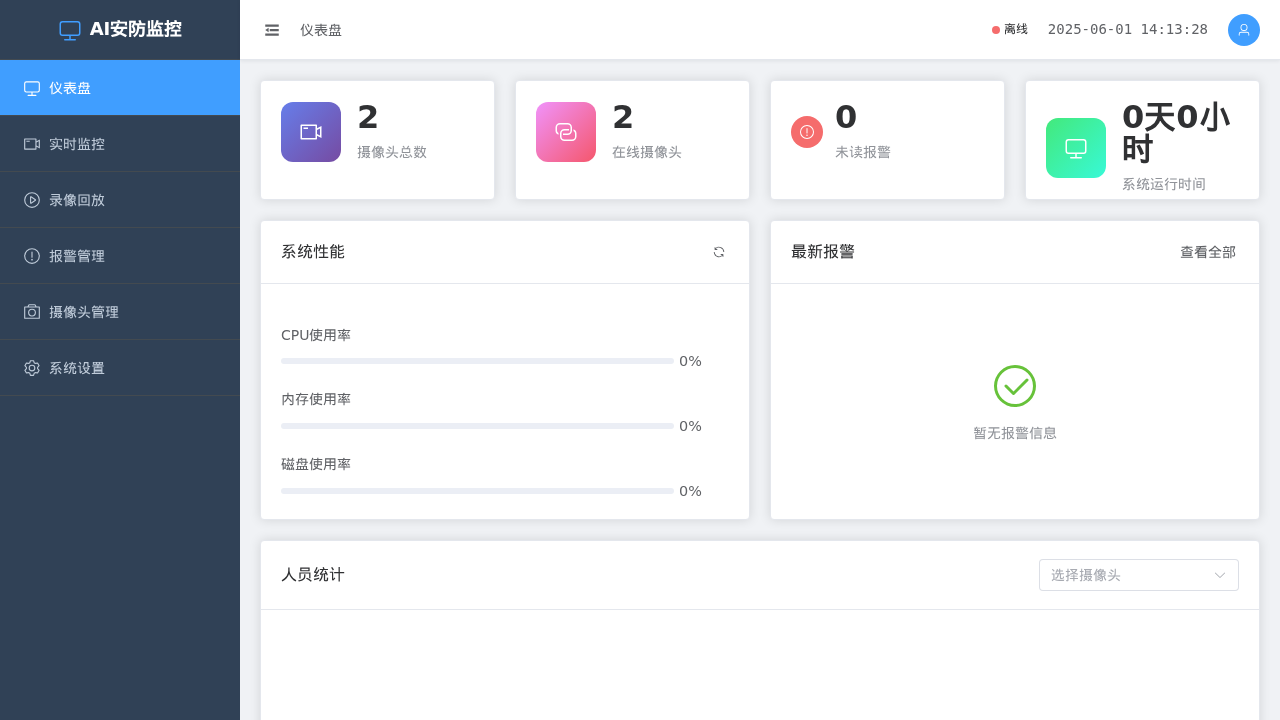 AI安防监控
仪表盘
实时监控
录像回放
报警管理
摄像头管理
系统设置
仪表盘
离线
2025-06-01 14:13:28
2
摄像头总数
2
在线摄像头
0
未读报警
0天0小
时
系统运行时间
系统性能
CPU使用率
0%
内存使用率
0%
磁盘使用率
0%
最新报警
查看全部
暂无报警信息
人员统计
选择摄像头